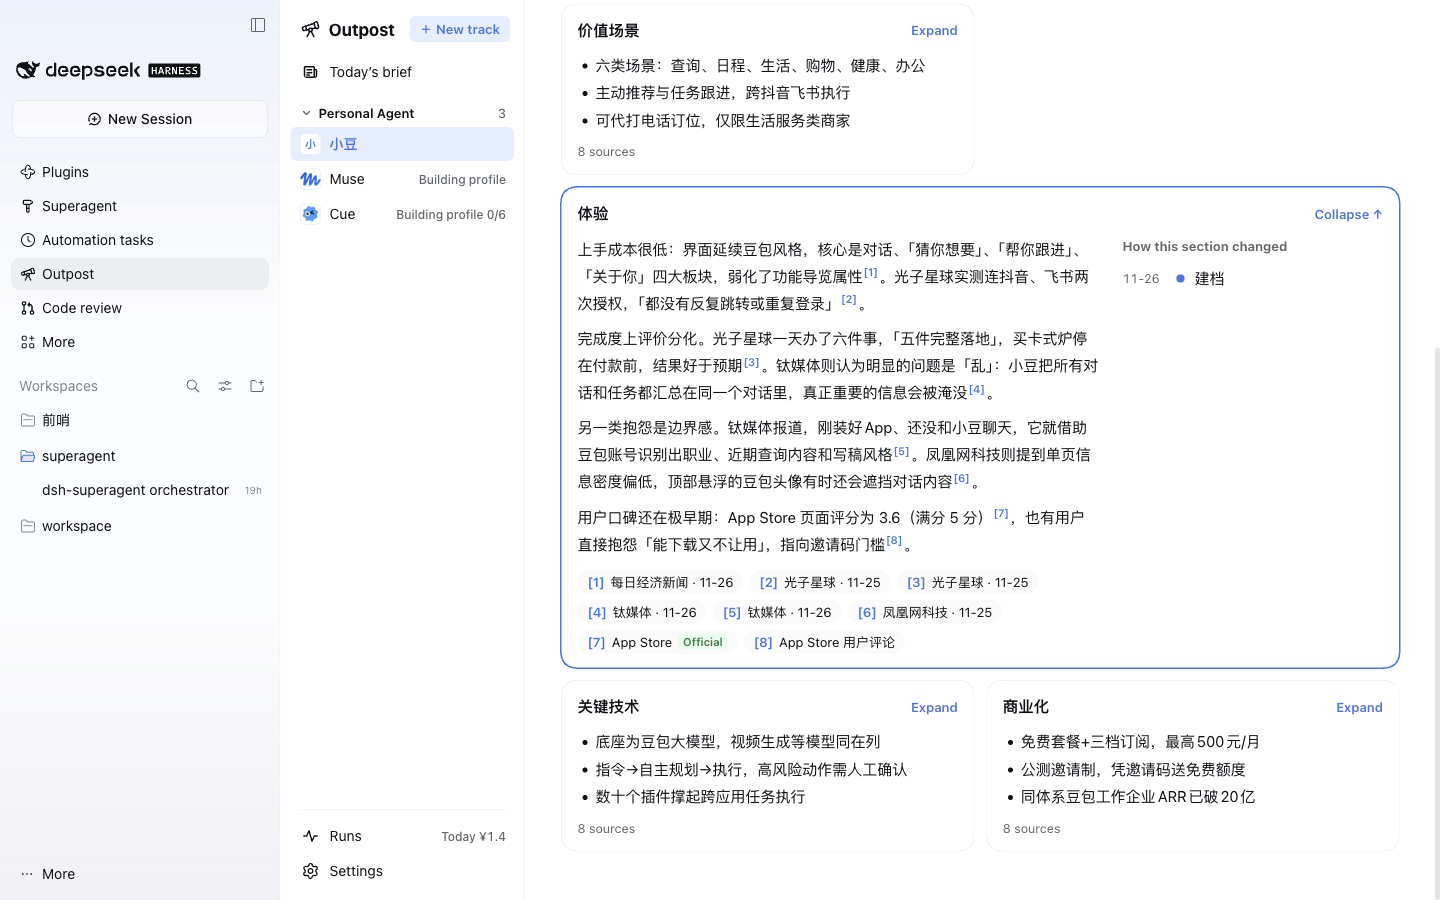 deepseek HARNESS
New Session
Plugins
Superagent
Automation tasks
Outpost
Code review
More
Workspaces
前哨
superagent
dsh-superagent orchestrator 19h
workspace
More
Outpost
+ New track
Today's brief
Personal Agent 3
小 小豆
Muse Building profile
Cue Building profile 0/6
Runs Today ¥1.4
Settings
价值场景 Expand
• 六类场景：查询、日程、生活、购物、健康、办公
• 主动推荐与任务跟进，跨抖音飞书执行
• 可代打电话订位，仅限生活服务类商家
8 sources
体验 Collapse ↑
上手成本很低：界面延续豆包风格，核心是对话、「猜你想要」、「帮你跟进」、
「关于你」四大板块，弱化了功能导览属性[1]。光子星球实测连抖音、飞书两
次授权，「都没有反复跳转或重复登录」[2]。
完成度上评价分化。光子星球一天办了六件事，「五件完整落地」，买卡式炉停
在付款前，结果好于预期[3]。钛媒体则认为明显的问题是「乱」：小豆把所有对
话和任务都汇总在同一个对话里，真正重要的信息会被淹没[4]。
另一类抱怨是边界感。钛媒体报道，刚装好 App、还没和小豆聊天，它就借助
豆包账号识别出职业、近期查询内容和写稿风格[5]。凤凰网科技则提到单页信
息密度偏低，顶部悬浮的豆包头像有时还会遮挡对话内容[6]。
用户口碑还在极早期：App Store 页面评分为 3.6（满分 5 分）[7]，也有用户
直接抱怨「能下载又不让用」，指向邀请码门槛[8]。
[1] 每日经济新闻 · 11-26
[2] 光子星球 · 11-25
[3] 光子星球 · 11-25
[4] 钛媒体 · 11-26
[5] 钛媒体 · 11-26
[6] 凤凰网科技 · 11-25
[7] App Store Official
[8] App Store 用户评论
How this section changed
11-26 建档
关键技术 Expand
• 底座为豆包大模型，视频生成等模型同在列
• 指令→自主规划→执行，高风险动作需人工确认
• 数十个插件撑起跨应用任务执行
8 sources
商业化 Expand
• 免费套餐+三档订阅，最高 500 元/月
• 公测邀请制，凭邀请码送免费额度
• 同体系豆包工作企业 ARR 已破 20 亿
8 sources